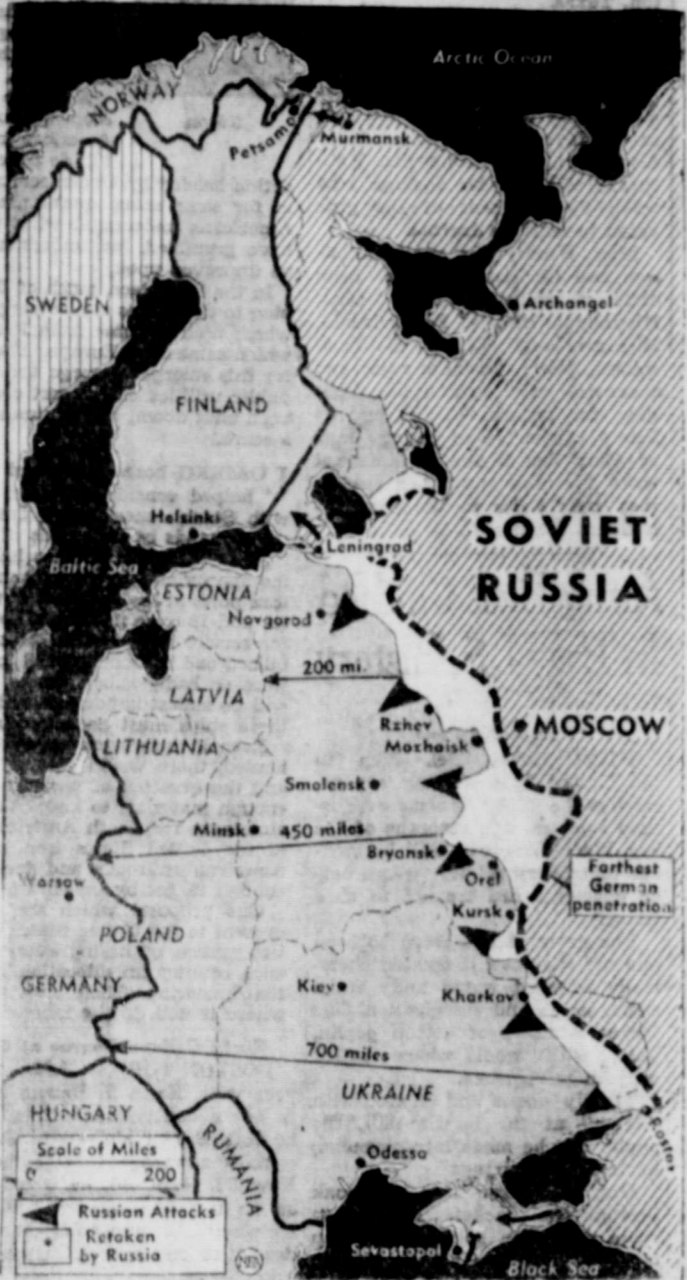 Arctic Ocean
NORWAY
Petsamo
Murmansk
SWEDEN
Archangel
FINLAND
Helsinki
Leningrad
SOVIET
RUSSIA
Baltic Sea
ESTONIA
Novgorod
200 mi.
LATVIA
Rzhev
MOSCOW
LITHUANIA
Mozhaisk
Smolensk
Minsk
450 miles
Bryansk
Orel
Farthest
German
penetration
Warsaw
Kursk
POLAND
GERMANY
Kiev
Kharkov
700 miles
UKRAINE
HUNGARY
Rostov
RUMANIA
Scale of Miles
0 200
Odessa
Russian Attacks
Retaken
by Russia
Sevastopol
Black Sea